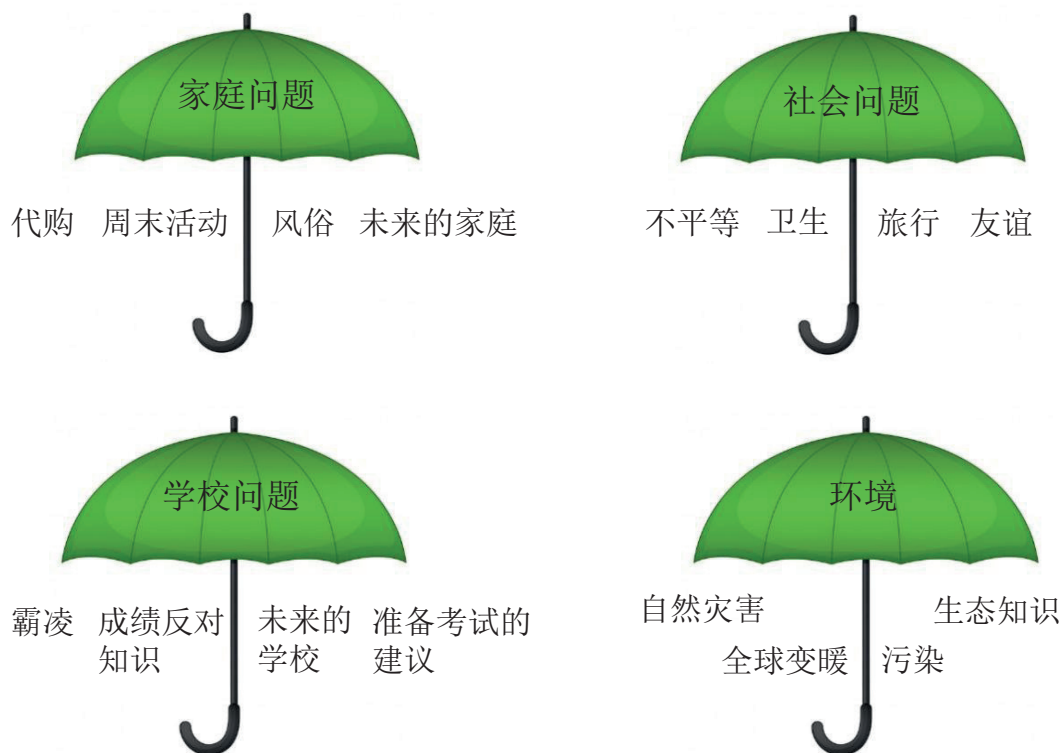 家庭问题
代购 周末活动 风俗 未来的家庭
社会问题
不平等 卫生 旅行 友谊
学校问题
霸凌 成绩反对 未来的 准备考试的
知识 学校 建议
环境
自然灾害 生态知识
全球变暖 污染